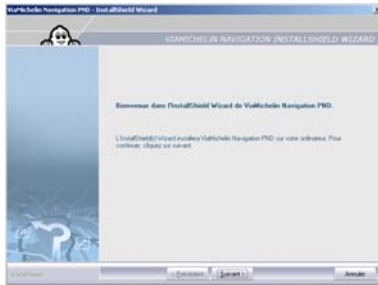 ViaMichelin Navigation PND - InstallShield Wizard
VIAMICHELIN NAVIGATION INSTALLSHIELD WIZARD
Bienvenue dans l'InstallShield Wizard de ViaMichelin Navigation PND.
L'InstallShield(r) Wizard installera ViaMichelin Navigation PND sur votre ordinateur. Pour
continuer, cliquez sur suivant.
InstallShield
< Précédent
Suivant >
Annuler